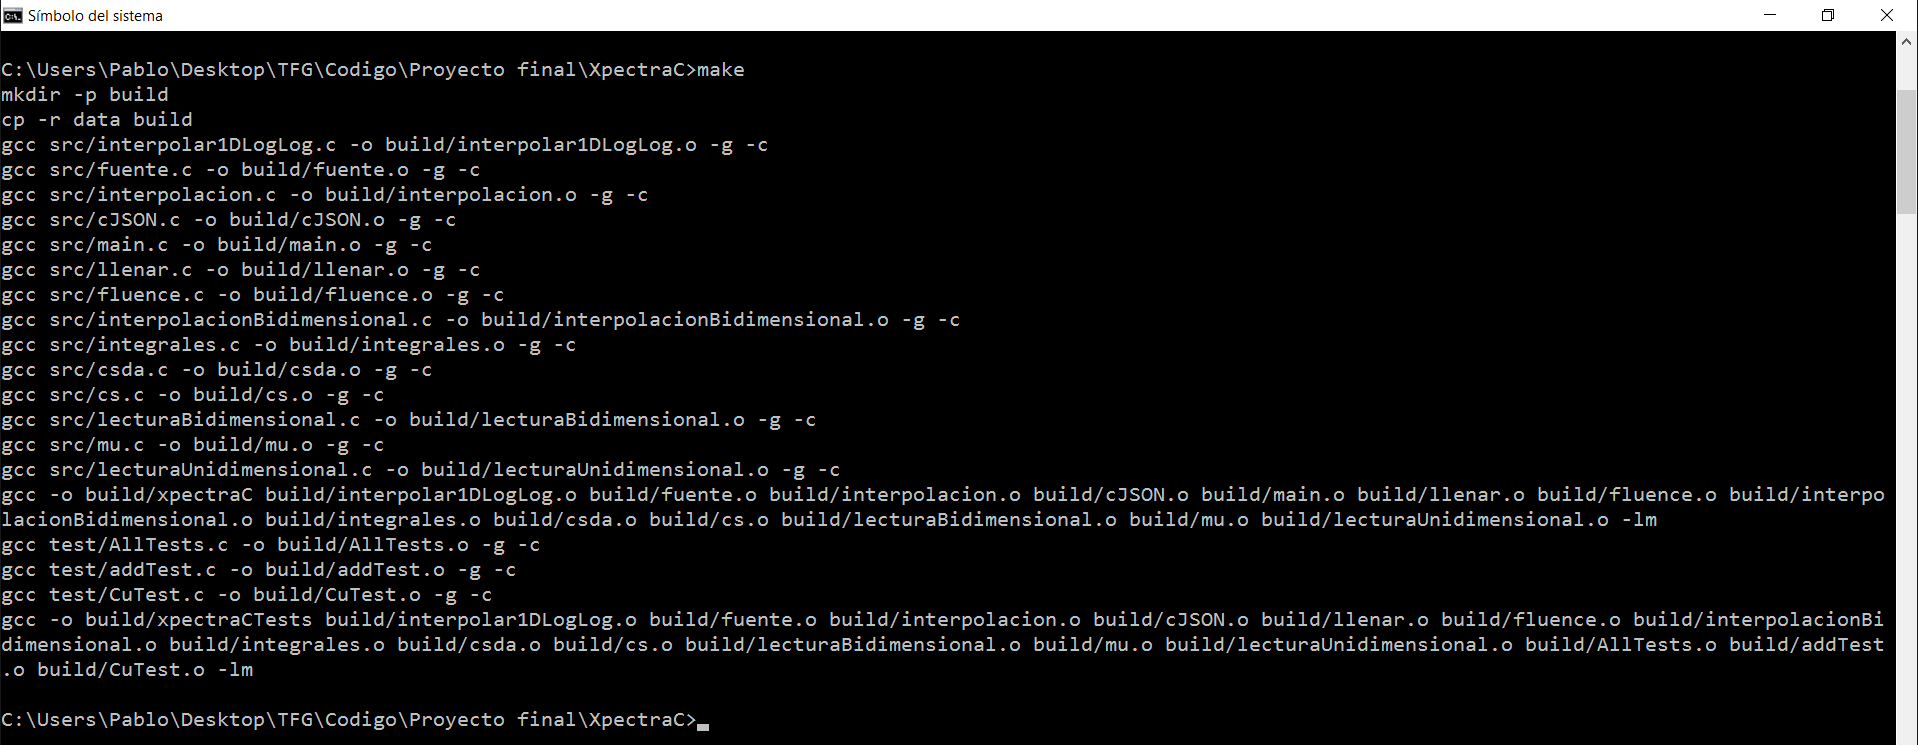 Símbolo del sistema
C:\Users\Pablo\Desktop\TFG\Codigo\Proyecto final\XpectraC>make
mkdir -p build
cp -r data build
gcc src/interpolar1DLogLog.c -o build/interpolar1DLogLog.o -g -c
gcc src/fuente.c -o build/fuente.o -g -c
gcc src/interpolacion.c -o build/interpolacion.o -g -c
gcc src/cJSON.c -o build/cJSON.o -g -c
gcc src/main.c -o build/main.o -g -c
gcc src/llenar.c -o build/llenar.o -g -c
gcc src/fluence.c -o build/fluence.o -g -c
gcc src/interpolacionBidimensional.c -o build/interpolacionBidimensional.o -g -c
gcc src/integrales.c -o build/integrales.o -g -c
gcc src/csda.c -o build/csda.o -g -c
gcc src/cs.c -o build/cs.o -g -c
gcc src/lecturaBidimensional.c -o build/lecturaBidimensional.o -g -c
gcc src/mu.c -o build/mu.o -g -c
gcc src/lecturaUnidimensional.c -o build/lecturaUnidimensional.o -g -c
gcc -o build/xpectraC build/interpolar1DLogLog.o build/fuente.o build/interpolacion.o build/cJSON.o build/main.o build/llenar.o build/fluence.o build/interpo
lacionBidimensional.o build/integrales.o build/csda.o build/cs.o build/lecturaBidimensional.o build/mu.o build/lecturaUnidimensional.o -lm
gcc test/AllTests.c -o build/AllTests.o -g -c
gcc test/addTest.c -o build/addTest.o -g -c
gcc test/CuTest.c -o build/CuTest.o -g -c
gcc -o build/xpectraCTests build/interpolar1DLogLog.o build/fuente.o build/interpolacion.o build/cJSON.o build/llenar.o build/fluence.o build/interpolacionBi
dimensional.o build/integrales.o build/csda.o build/cs.o build/lecturaBidimensional.o build/mu.o build/lecturaUnidimensional.o build/AllTests.o build/addTest
.o build/CuTest.o -lm
C:\Users\Pablo\Desktop\TFG\Codigo\Proyecto final\XpectraC>